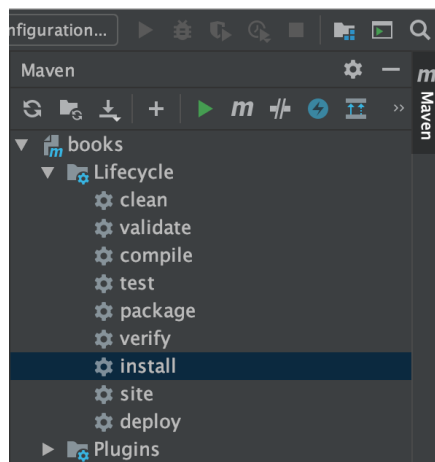 nfiguration...
Maven
m
Maven
books
Lifecycle
clean
validate
compile
test
package
verify
install
site
deploy
Plugins